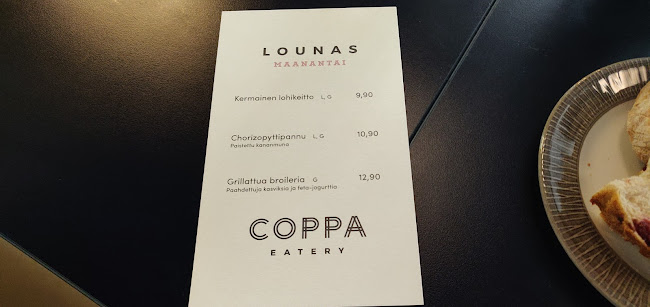 LOUNAS
MAANANTAI
Kermainen lohikeitto L G 9,90
Chorizopyttipannu L, G 10,90
Paistettu kananmuna
Grillattua broileria G 12,90
Paahdettuja kasviksia ja feta-jogurttia
COPPA
EATERY